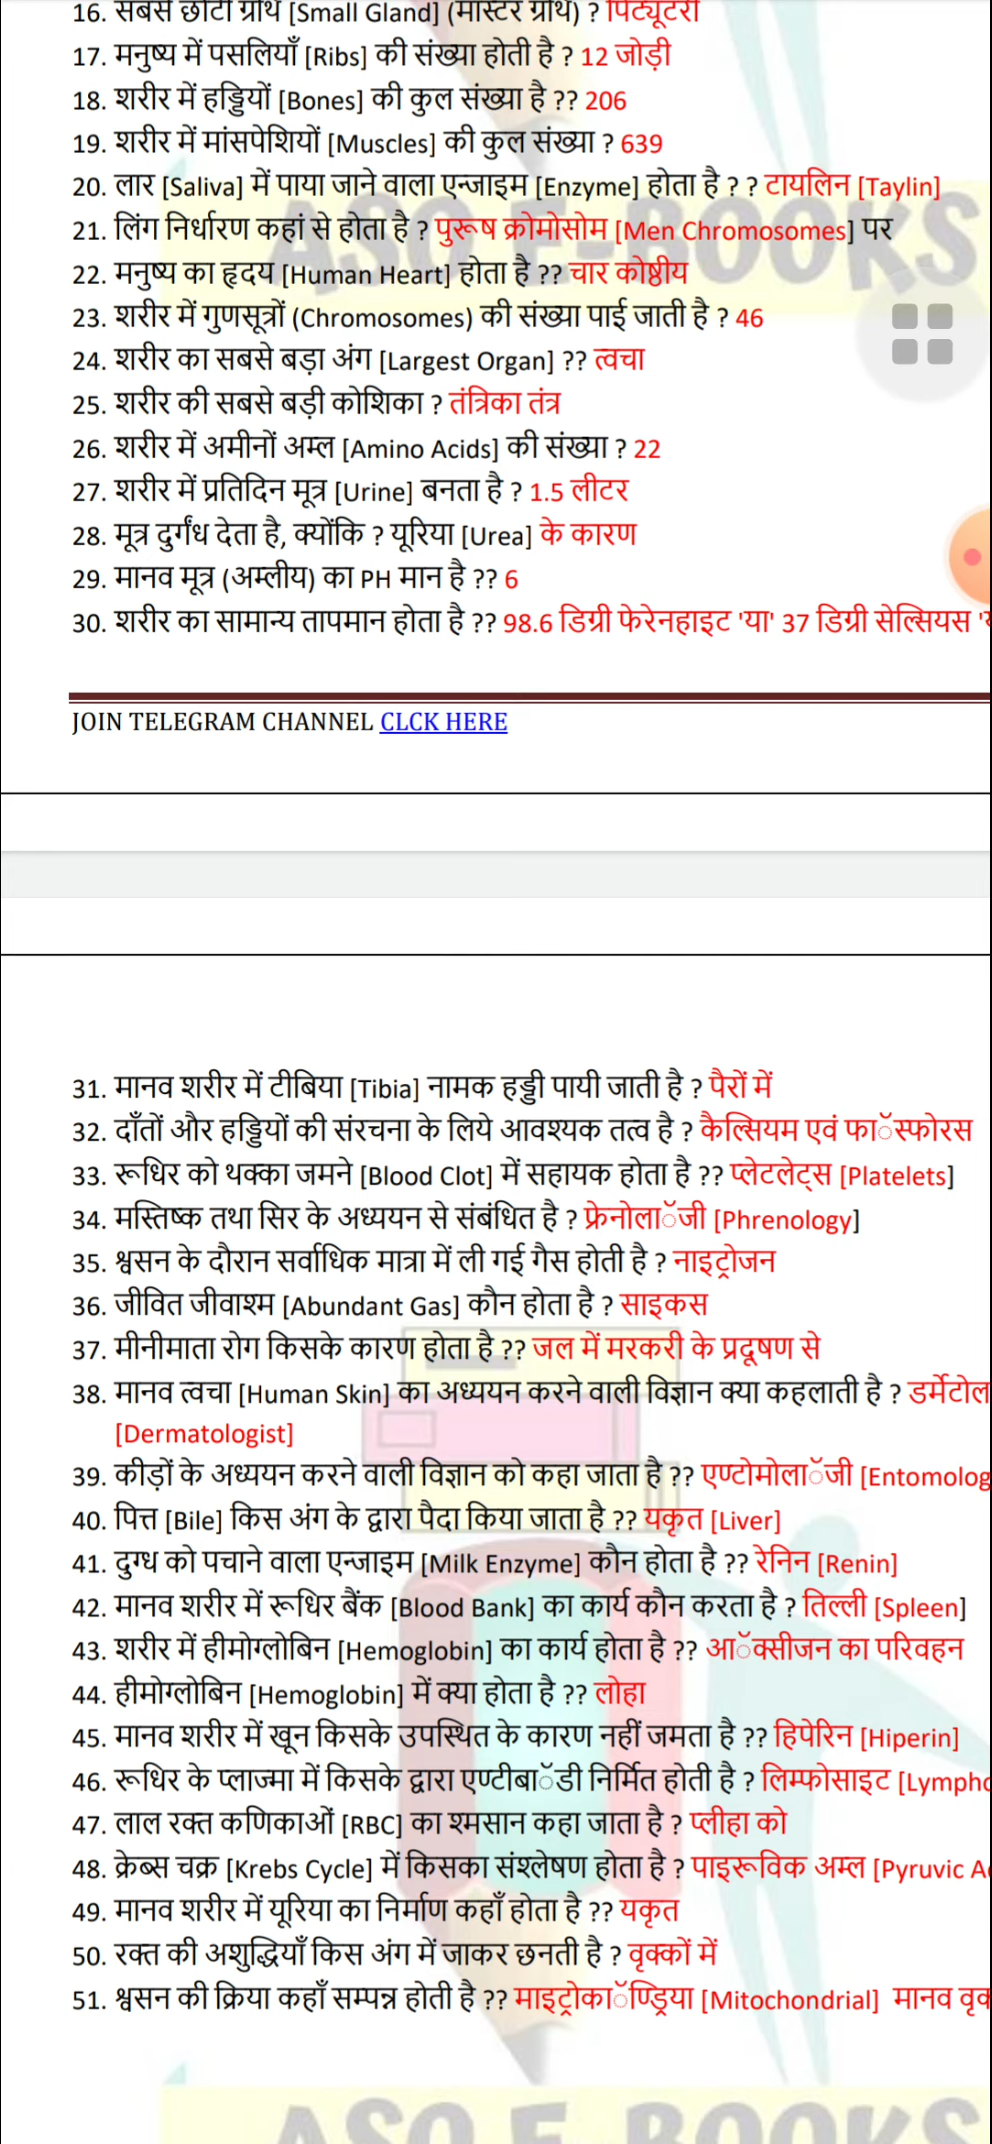 16. सबसे छोटी ग्रंथि [Small Gland] (मास्टर ग्रंथि) ? पिट्यूटरी
17. मनुष्य में पसलियाँ [Ribs] की संख्या होती है ? 12 जोड़ी
18. शरीर में हड्डियों [Bones] की कुल संख्या है ?? 206
19. शरीर में मांसपेशियों [Muscles] की कुल संख्या ? 639
20. लार [Saliva] में पाया जाने वाला एन्जाइम [Enzyme] होता है ? ? टायलिन [Taylin]
21. लिंग निर्धारण कहां से होता है ? पुरूष क्रोमोसोम [Men Chromosomes] पर
22. मनुष्य का हृदय [Human Heart] होता है ?? चार कोष्ठीय
23. शरीर में गुणसूत्रों (Chromosomes) की संख्या पाई जाती है ? 46
24. शरीर का सबसे बड़ा अंग [Largest Organ] ?? त्वचा
25. शरीर की सबसे बड़ी कोशिका ? तंत्रिका तंत्र
26. शरीर में अमीनों अम्ल [Amino Acids] की संख्या ? 22
27. शरीर में प्रतिदिन मूत्र [Urine] बनता है ? 1.5 लीटर
28. मूत्र दुर्गंध देता है, क्योंकि ? यूरिया [Urea] के कारण
29. मानव मूत्र (अम्लीय) का PH मान है ?? 6
30. शरीर का सामान्य तापमान होता है ?? 98.6 डिग्री फेरेनहाइट 'या' 37 डिग्री सेल्सियस
JOIN TELEGRAM CHANNEL CLCK HERE
31. मानव शरीर में टीबिया [Tibia] नामक हड्डी पायी जाती है ? पैरों में
32. दाँतों और हड्डियों की संरचना के लिये आवश्यक तत्व है ? कैल्सियम एवं फाॅस्फोरस
33. रूधिर को थक्का जमने [Blood Clot] में सहायक होता है ?? प्लेटलेट्स [Platelets]
34. मस्तिष्क तथा सिर के अध्ययन से संबंधित है ? फ्रेनोलाॅजी [Phrenology]
35. श्वसन के दौरान सर्वाधिक मात्रा में ली गई गैस होती है ? नाइट्रोजन
36. जीवित जीवाश्म [Abundant Gas] कौन होता है ? साइकस
37. मीनीमाता रोग किसके कारण होता है ?? जल में मरकरी के प्रदूषण से
38. मानव त्वचा [Human Skin] का अध्ययन करने वाली विज्ञान क्या कहलाती है ? डर्मेटोल
[Dermatologist]
39. कीड़ों के अध्ययन करने वाली विज्ञान को कहा जाता है ?? एण्टोमोलाॅजी [Entomolog
40. पित्त [Bile] किस अंग के द्वारा पैदा किया जाता है ?? यकृत [Liver]
41. दुग्ध को पचाने वाला एन्जाइम [Milk Enzyme] कौन होता है ?? रेनिन [Renin]
42. मानव शरीर में रूधिर बैंक [Blood Bank] का कार्य कौन करता है ? तिल्ली [Spleen]
43. शरीर में हीमोग्लोबिन [Hemoglobin] का कार्य होता है ?? आॅक्सीजन का परिवहन
44. हीमोग्लोबिन [Hemoglobin] में क्या होता है ?? लोहा
45. मानव शरीर में खून किसके उपस्थित के कारण नहीं जमता है ?? हिपेरिन [Hiperin]
46. रूधिर के प्लाज्मा में किसके द्वारा एण्टीबाॅडी निर्मित होती है ? लिम्फोसाइट [Lympho
47. लाल रक्त कणिकाओं [RBC] का श्मसान कहा जाता है ? प्लीहा को
48. क्रेब्स चक्र [Krebs Cycle] में किसका संश्लेषण होता है ? पाइरूविक अम्ल [Pyruvic A
49. मानव शरीर में यूरिया का निर्माण कहाँ होता है ?? यकृत
50. रक्त की अशुद्धियाँ किस अंग में जाकर छनती है ? वृक्कों में
51. श्वसन की क्रिया कहाँ सम्पन्न होती है ?? माइट्रोकाॅण्ड्रिया [Mitochondrial] मानव वृक
ASO E-BOOKS
ASO E-BOOKS